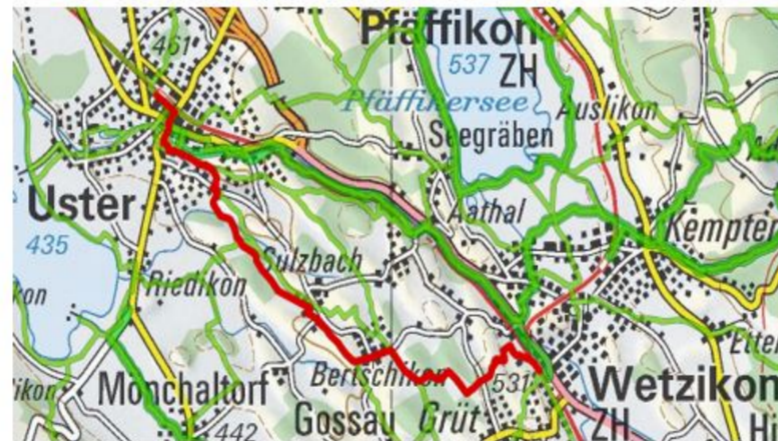 Pfäffikon
461
537 ZH
Pfäffikersee
Auslikon
Seegräben
Uster
Aathal
435
Kempten
Sulzbach
Riedikon
Bertschikon
531
Mönchaltorf
Wetzikon
Gossau
Grüt
ZH
442